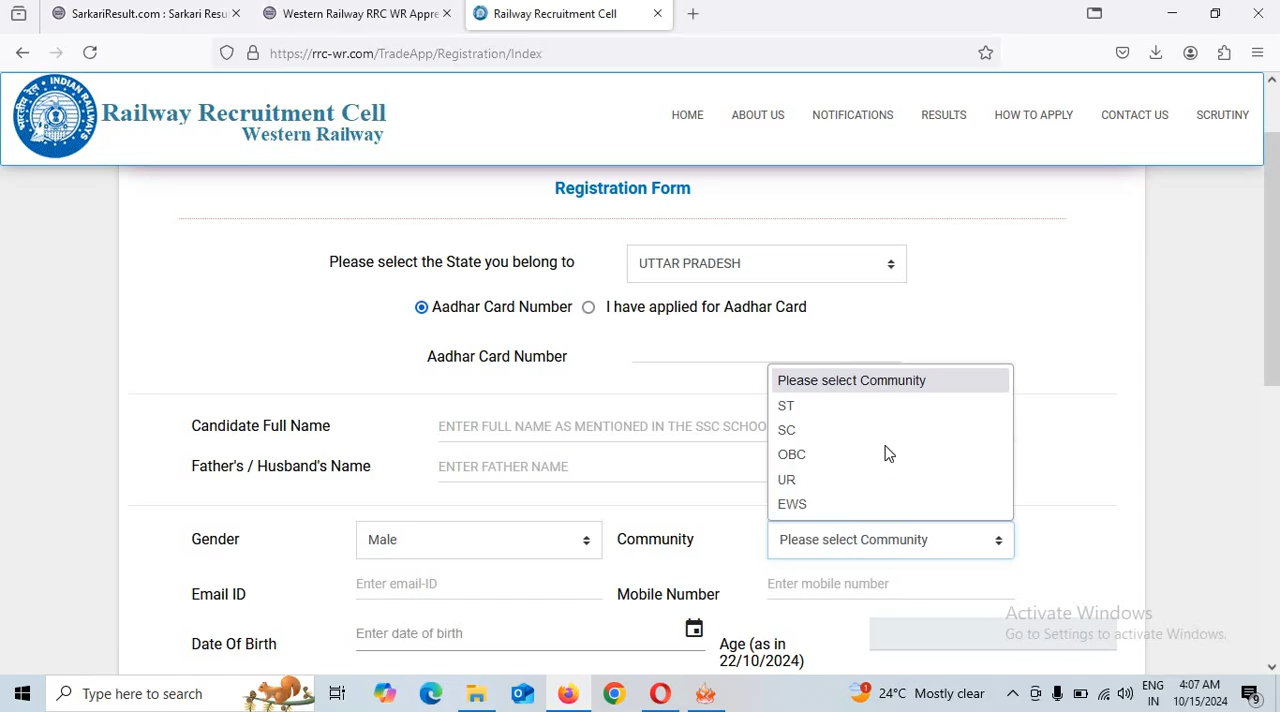 SarkariResult.com : Sarkari Resu
Western Railway RRC WR Appre
Railway Recruitment Cell
https://rrc-wr.com/TradeApp/Registration/Index
INDIAN RAILWAYS
भारतीय रेल
Railway Recruitment Cell
Western Railway
HOME
ABOUT US
NOTIFICATIONS
RESULTS
HOW TO APPLY
CONTACT US
SCRUTINY
Registration Form
Please select the State you belong to
UTTAR PRADESH
Aadhar Card Number
I have applied for Aadhar Card
Aadhar Card Number
Please select Community
ST
SC
OBC
UR
EWS
Candidate Full Name
ENTER FULL NAME AS MENTIONED IN THE SSC SCHOO
Father's / Husband's Name
ENTER FATHER NAME
Gender
Male
Community
Please select Community
Email ID
Enter email-ID
Mobile Number
Enter mobile number
Date Of Birth
Enter date of birth
Age (as in
22/10/2024)
Activate Windows
Go to Settings to activate Windows.
Type here to search
24°C Mostly clear
ENG
IN
4:07 AM
10/15/2024
9